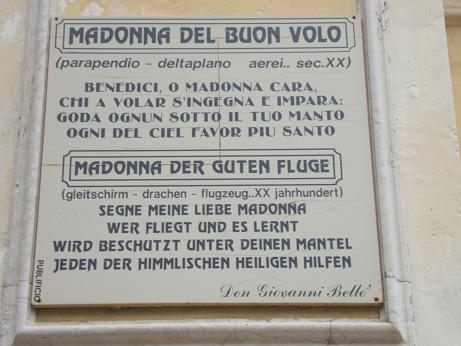 MADONNA DEL BUON VOLO
(parapendio - deltaplano aerei.. sec.XX)
BENEDICI, O MADONNA CARA,
CHI A VOLAR S'INGEGNA E IMPARA:
GODA OGNUN SOTTO IL TUO MANTO
OGNI DEL CIEL FAVOR PIU SANTO
MADONNA DER GUTEN FLUGE
(gleitschirm - drachen - flugzeug..XX jahrhundert)
SEGNE MEINE LIEBE MADONNA
WER FLIEGT UND ES LERNT
WIRD BESCHUTZT UNTER DEINEN MANTEL
JEDEN DER HIMMLISCHEN HEILIGEN HILFEN
Don Giovanni Bello'
PUBLIFICIO